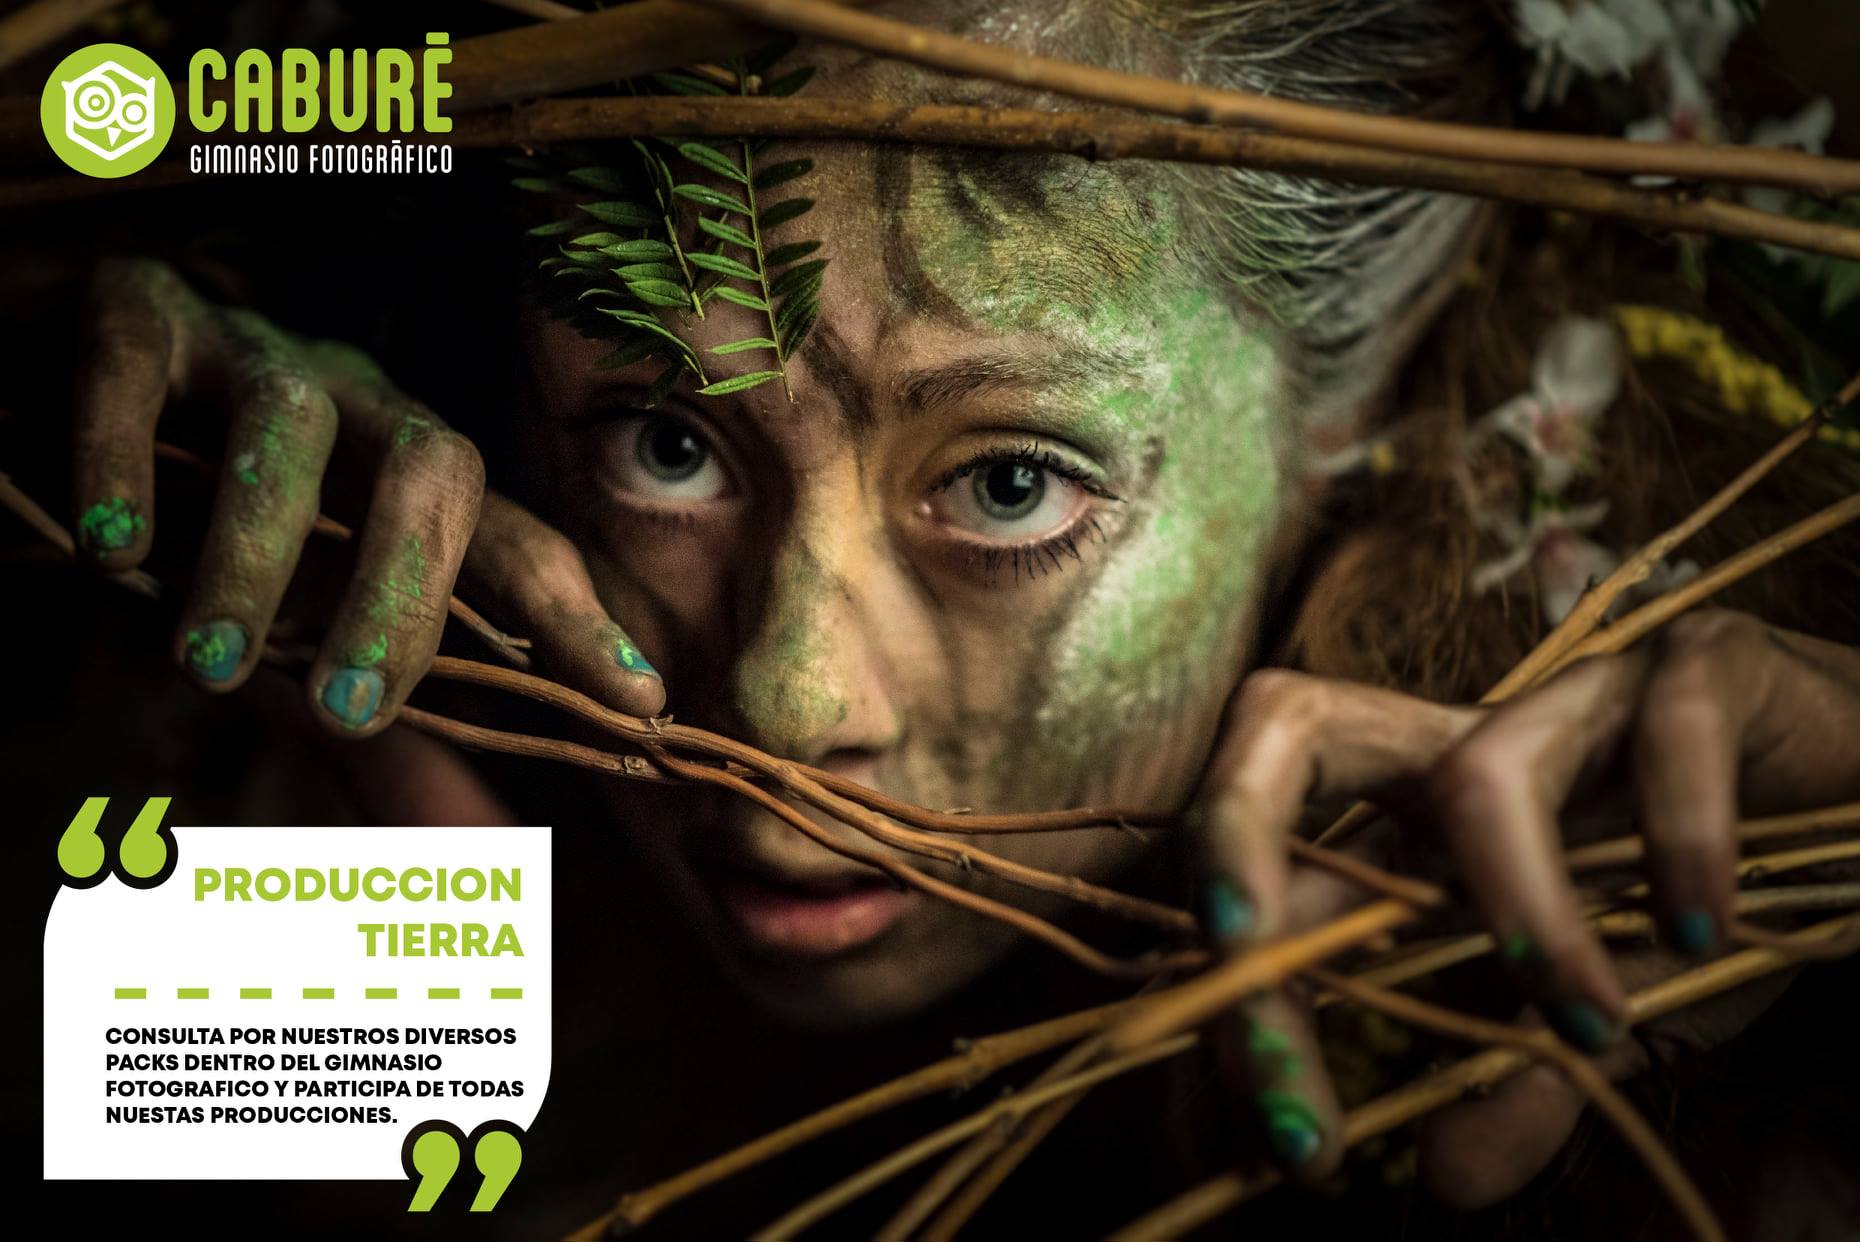 CABURÉ
GIMNASIO FOTOGRÁFICO
PRODUCCION
TIERRA
CONSULTA POR NUESTROS DIVERSOS
PACKS DENTRO DEL GIMNASIO
FOTOGRAFICO Y PARTICIPA DE TODAS
NUESTAS PRODUCCIONES.